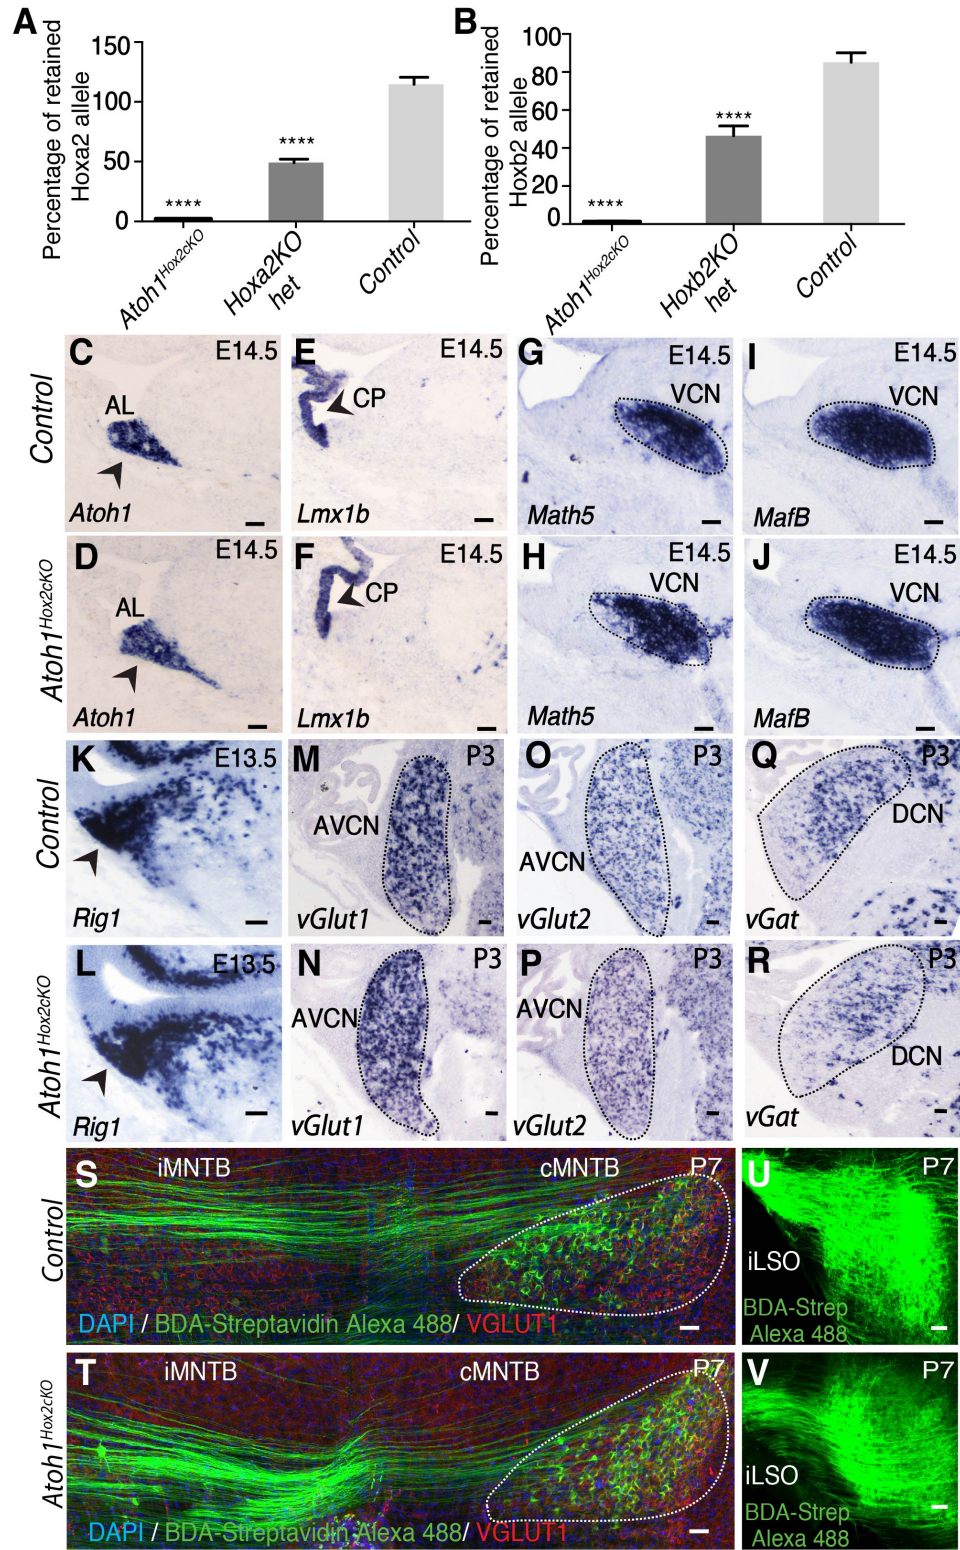 A
Percentage of retained
Hoxa2 allele
150
100
50
0
****
****
Atoh1Hox2cKO
Hoxa2KO
het
Control
B
Percentage of retained
Hoxb2 allele
100
80
60
40
20
0
****
****
Atoh1Hox2cKO
Hoxb2KO
het
Control
Control
C E14.5
AL
Atoh1
E E14.5
CP
Lmx1b
G E14.5
VCN
Math5
I E14.5
VCN
MafB
Atoh1Hox2cKO
D E14.5
AL
Atoh1
F E14.5
CP
Lmx1b
H E14.5
VCN
Math5
J E14.5
VCN
MafB
Control
K E13.5
Rig1
M P3
AVCN
vGlut1
O P3
AVCN
vGlut2
Q P3
DCN
vGat
Atoh1Hox2cKO
L E13.5
Rig1
N P3
AVCN
vGlut1
P P3
AVCN
vGlut2
R P3
DCN
vGat
Control
S iMNTB cMNTB P7
DAPI / BDA-Streptavidin Alexa 488/ VGLUT1
U P7
iLSO
BDA-Strep
Alexa 488
Atoh1Hox2cKO
T iMNTB cMNTB P7
DAPI / BDA-Streptavidin Alexa 488/ VGLUT1
V P7
iLSO
BDA-Strep
Alexa 488